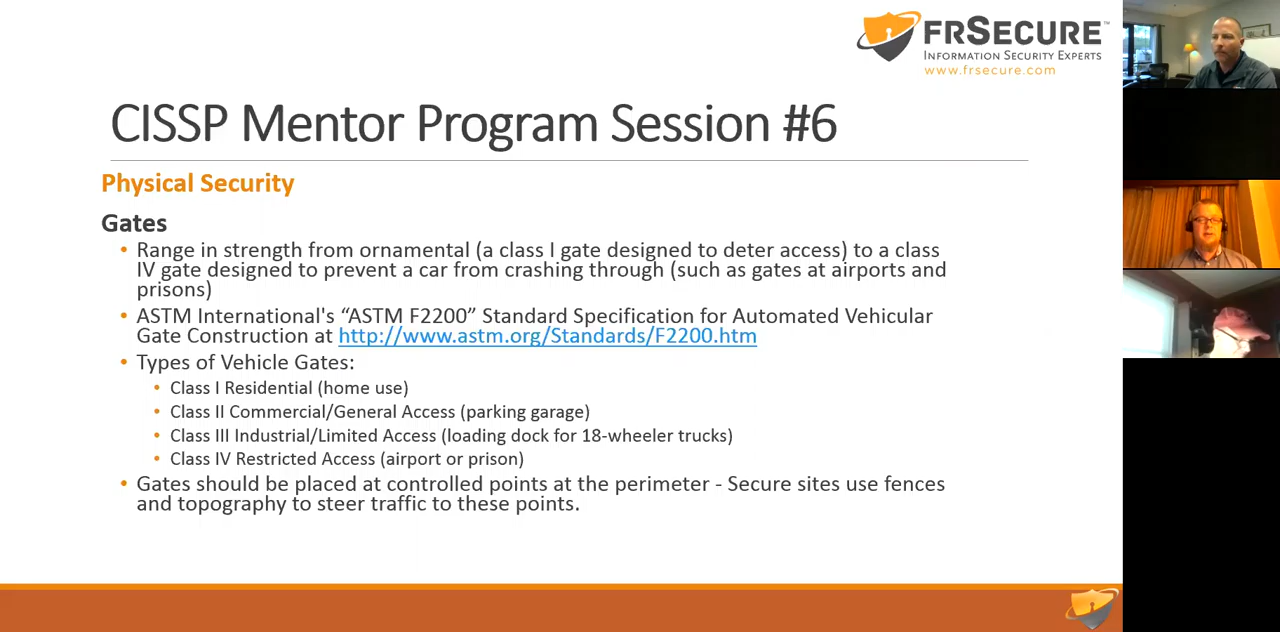 FRSECURE™
INFORMATION SECURITY EXPERTS
www.frsecure.com
CISSP Mentor Program Session #6
Physical Security
Gates
• Range in strength from ornamental (a class I gate designed to deter access) to a class
IV gate designed to prevent a car from crashing through (such as gates at airports and
prisons)
• ASTM International's “ASTM F2200” Standard Specification for Automated Vehicular
Gate Construction at http://www.astm.org/Standards/F2200.htm
• Types of Vehicle Gates:
• Class I Residential (home use)
• Class II Commercial/General Access (parking garage)
• Class III Industrial/Limited Access (loading dock for 18-wheeler trucks)
• Class IV Restricted Access (airport or prison)
• Gates should be placed at controlled points at the perimeter - Secure sites use fences
and topography to steer traffic to these points.